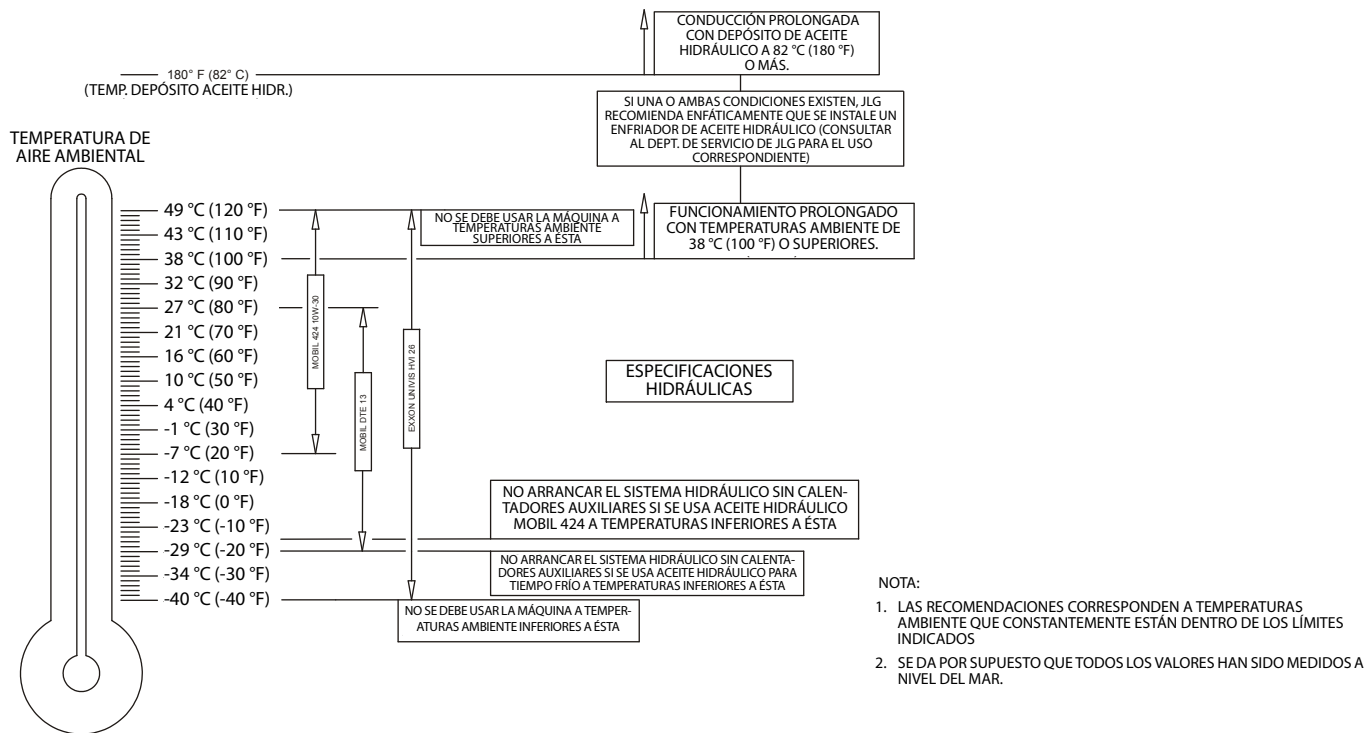 CONDUCCIÓN PROLONGADA
CON DEPÓSITO DE ACEITE
HIDRÁULICO A 82 °C (180 °F)
O MÁS.
180° F (82° C)
(TEMP. DEPÓSITO ACEITE HIDR.)
SI UNA O AMBAS CONDICIONES EXISTEN, JLG
RECOMIENDA ENFÁTICAMENTE QUE SE INSTALE UN
ENFRIADOR DE ACEITE HIDRÁULICO (CONSULTAR
AL DEPT. DE SERVICIO DE JLG PARA EL USO
CORRESPONDIENTE)
TEMPERATURA DE
AIRE AMBIENTAL
49 °C (120 °F)
43 °C (110 °F)
38 °C (100 °F)
32 °C (90 °F)
27 °C (80 °F)
21 °C (70 °F)
16 °C (60 °F)
10 °C (50 °F)
4 °C (40 °F)
-1 °C (30 °F)
-7 °C (20 °F)
-12 °C (10 °F)
-18 °C (0 °F)
-23 °C (-10 °F)
-29 °C (-20 °F)
-34 °C (-30 °F)
-40 °C (-40 °F)
MOBIL 424 10W-30
MOBIL DTE 13
EXXON UNIVIS HVI 26
NO SE DEBE USAR LA MÁQUINA A
TEMPERATURAS AMBIENTE
SUPERIORES A ÉSTA
FUNCIONAMIENTO PROLONGADO
CON TEMPERATURAS AMBIENTE DE
38 °C (100 °F) O SUPERIORES.
ESPECIFICACIONES
HIDRÁULICAS
NO ARRANCAR EL SISTEMA HIDRÁULICO SIN CALEN-
TADORES AUXILIARES SI SE USA ACEITE HIDRÁULICO
MOBIL 424 A TEMPERATURAS INFERIORES A ÉSTA
NO ARRANCAR EL SISTEMA HIDRÁULICO SIN CALENTA-
DORES AUXILIARES SI SE USA ACEITE HIDRÁULICO PARA
TIEMPO FRÍO A TEMPERATURAS INFERIORES A ÉSTA
NO SE DEBE USAR LA MÁQUINA A TEMPER-
ATURAS AMBIENTE INFERIORES A ÉSTA
NOTA:
1. LAS RECOMENDACIONES CORRESPONDEN A TEMPERATURAS
AMBIENTE QUE CONSTANTEMENTE ESTÁN DENTRO DE LOS LÍMITES
INDICADOS
2. SE DA POR SUPUESTO QUE TODOS LOS VALORES HAN SIDO MEDIDOS A
NIVEL DEL MAR.